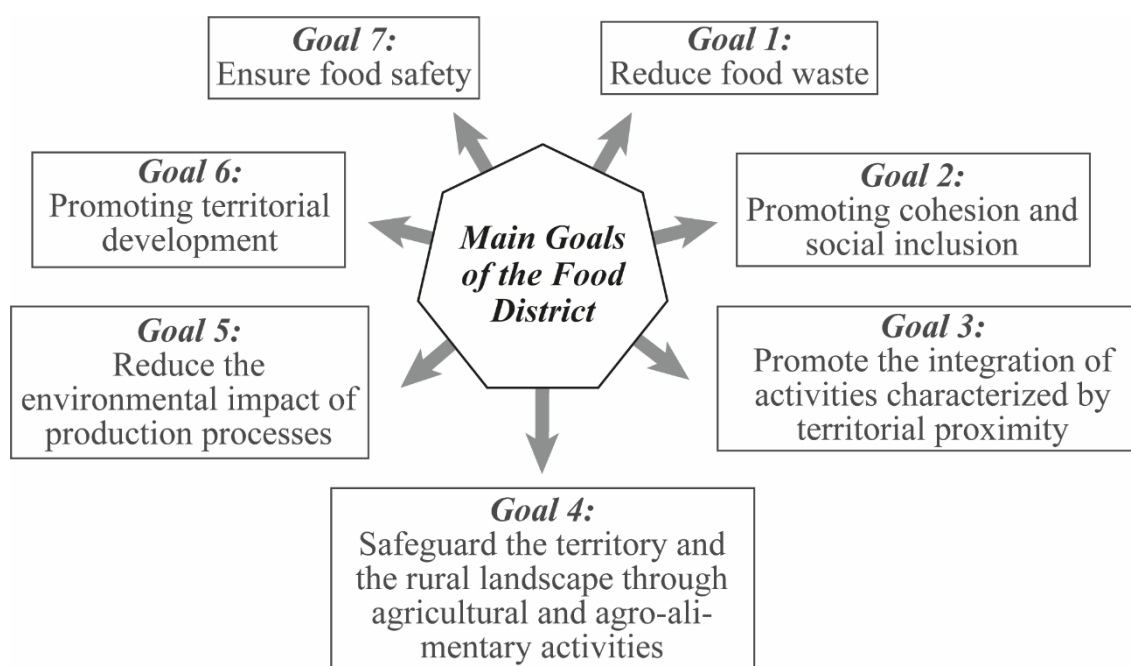 Goal 7:
Ensure food safety
Goal 1:
Reduce food waste
Goal 6:
Promoting territorial
development
Goal 2:
Promoting cohesion and
social inclusion
Main Goals
of the Food
District
Goal 5:
Reduce the
environmental impact of
production processes
Goal 3:
Promote the integration of
activities characterized by
territorial proximity
Goal 4:
Safeguard the territory and
the rural landscape through
agricultural and agro-ali-
mentary activities